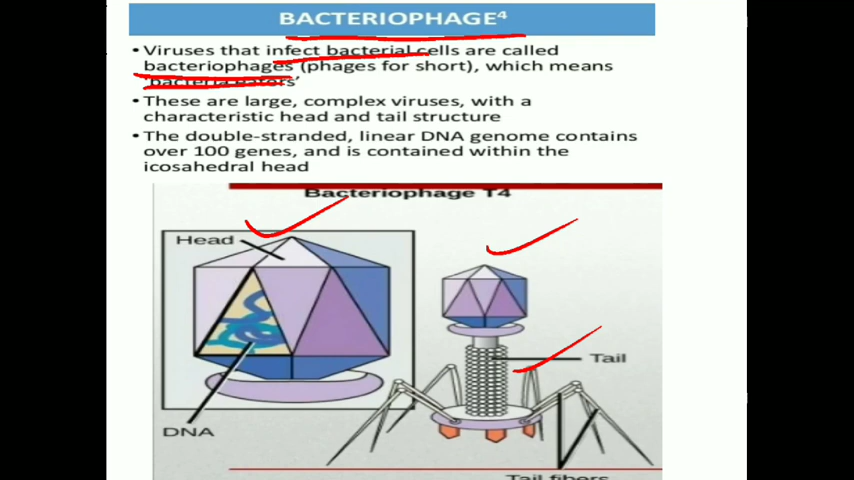 BACTERIOPHAGE⁴
• Viruses that infect bacterial cells are called
bacteriophages (phages for short), which means
'bacteria eaters'
• These are large, complex viruses, with a
characteristic head and tail structure
• The double-stranded, linear DNA genome contains
over 100 genes, and is contained within the
icosahedral head
Bacteriophage T4
Head
Tail
DNA
Tail fibers